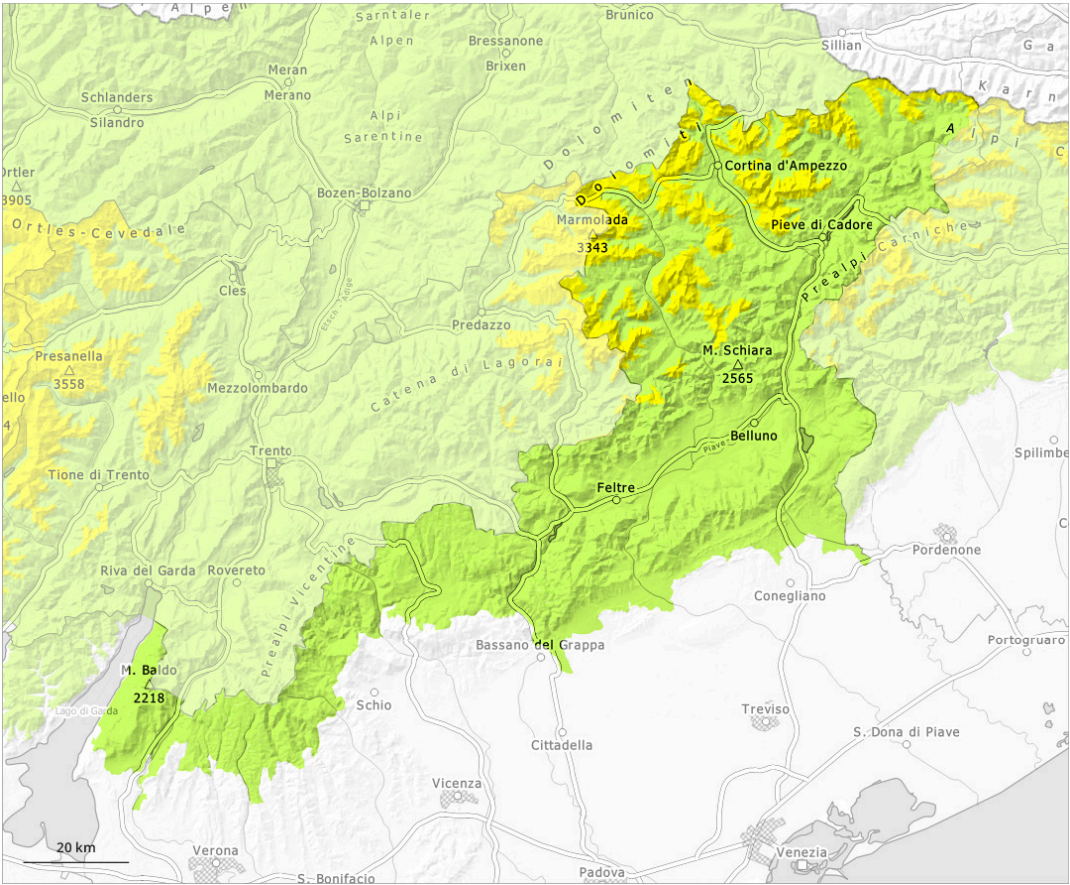 A l p e n
Sarntaler
Alpen
Brunico
Bressanone
Brixen
Sillian
G a
K a r n
Meran
Merano
Schlanders
Silandro
Alpi
Sarentine
Dolomiten
Dolomiti
A l p i C
Cortina d'Ampezzo
Ortler
3905
Bozen-Bolzano
Ortles-Cevedale
Marmolada
3343
Pieve di Cadore
Prealpi Carniche
Cles
Etsch - Adige
Predazzo
Presanella
3558
ello
4
M. Schiara
2565
Catena di Lagorai
Mezzolombardo
Belluno
Piave
Trento
Spilimbe
Tione di Trento
Feltre
C
Pordenone
Prealpi Vicentine
Riva del Garda
Rovereto
Conegliano
Portogruaro
Bassano del Grappa
M. Baldo
2218
Lago di Garda
Schio
Treviso
S. Dona di Piave
Cittadella
Vicenza
20 km
Verona
S. Bonifacio
Padova
Venezia